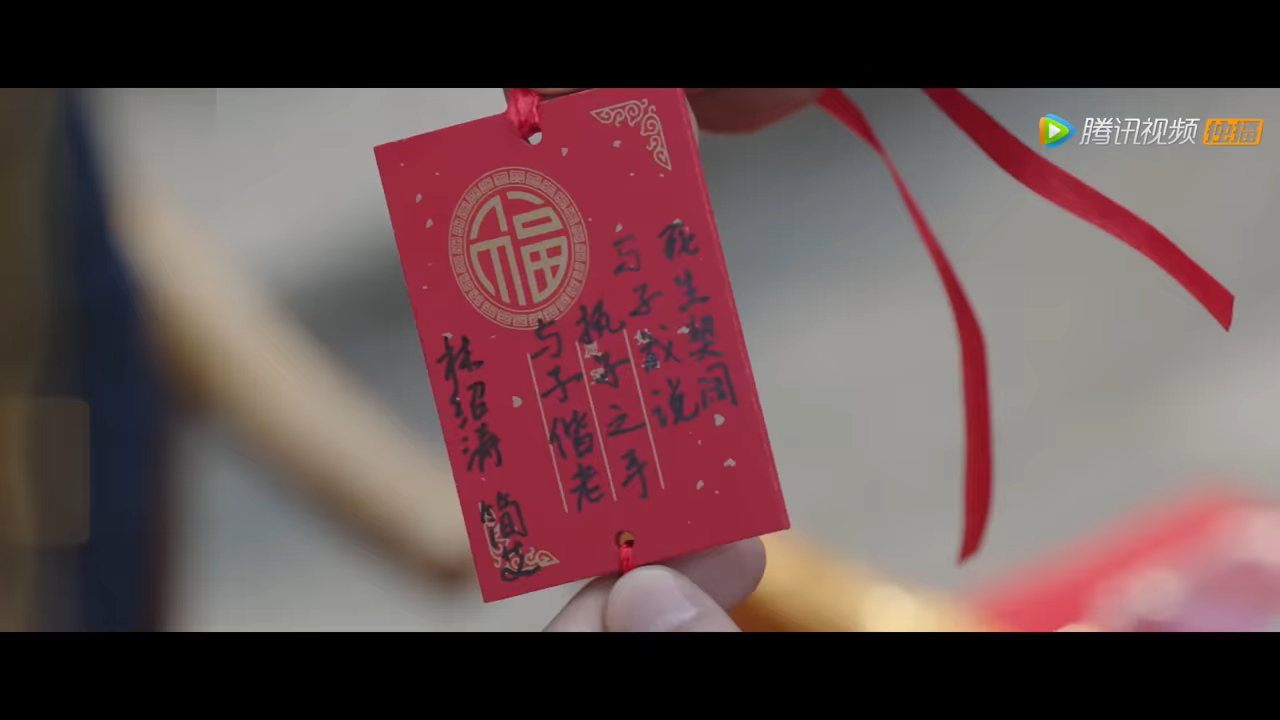 腾讯视频 独播
福
死生契阔
与子成说
执子之手
与子偕老
林绍涛 简艾